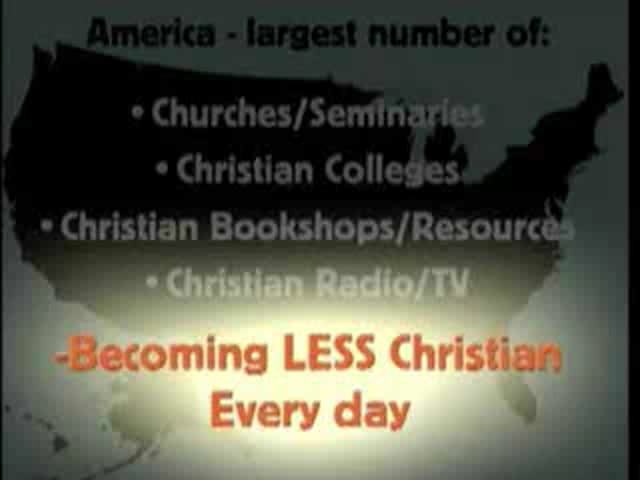 America - largest number of:
• Churches/Seminaries
• Christian Colleges
• Christian Bookshops/Resources
• Christian Radio/TV
-Becoming LESS Christian
Every day